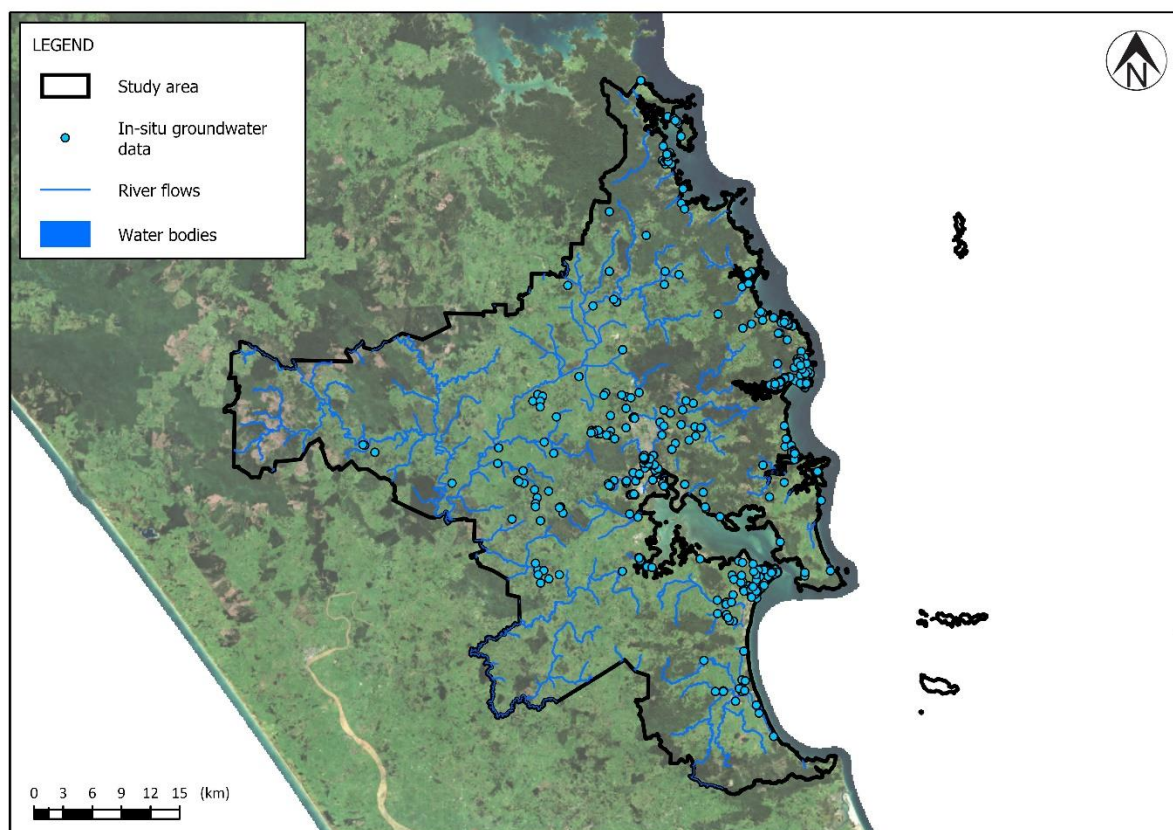 LEGEND
Study area
In-situ groundwater
data
River flows
Water bodies
N
0 3 6 9 12 15 (km)